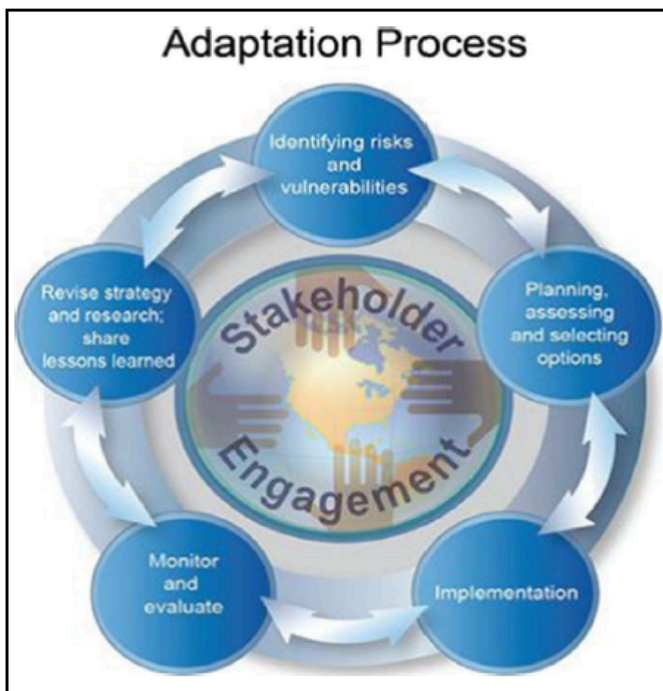 Adaptation Process
Identifying risks
and
vulnerabilities
Planning,
assessing
and selecting
options
Implementation
Monitor
and
evaluate
Revise strategy
and research;
share
lessons learned
Stakeholder
Engagement